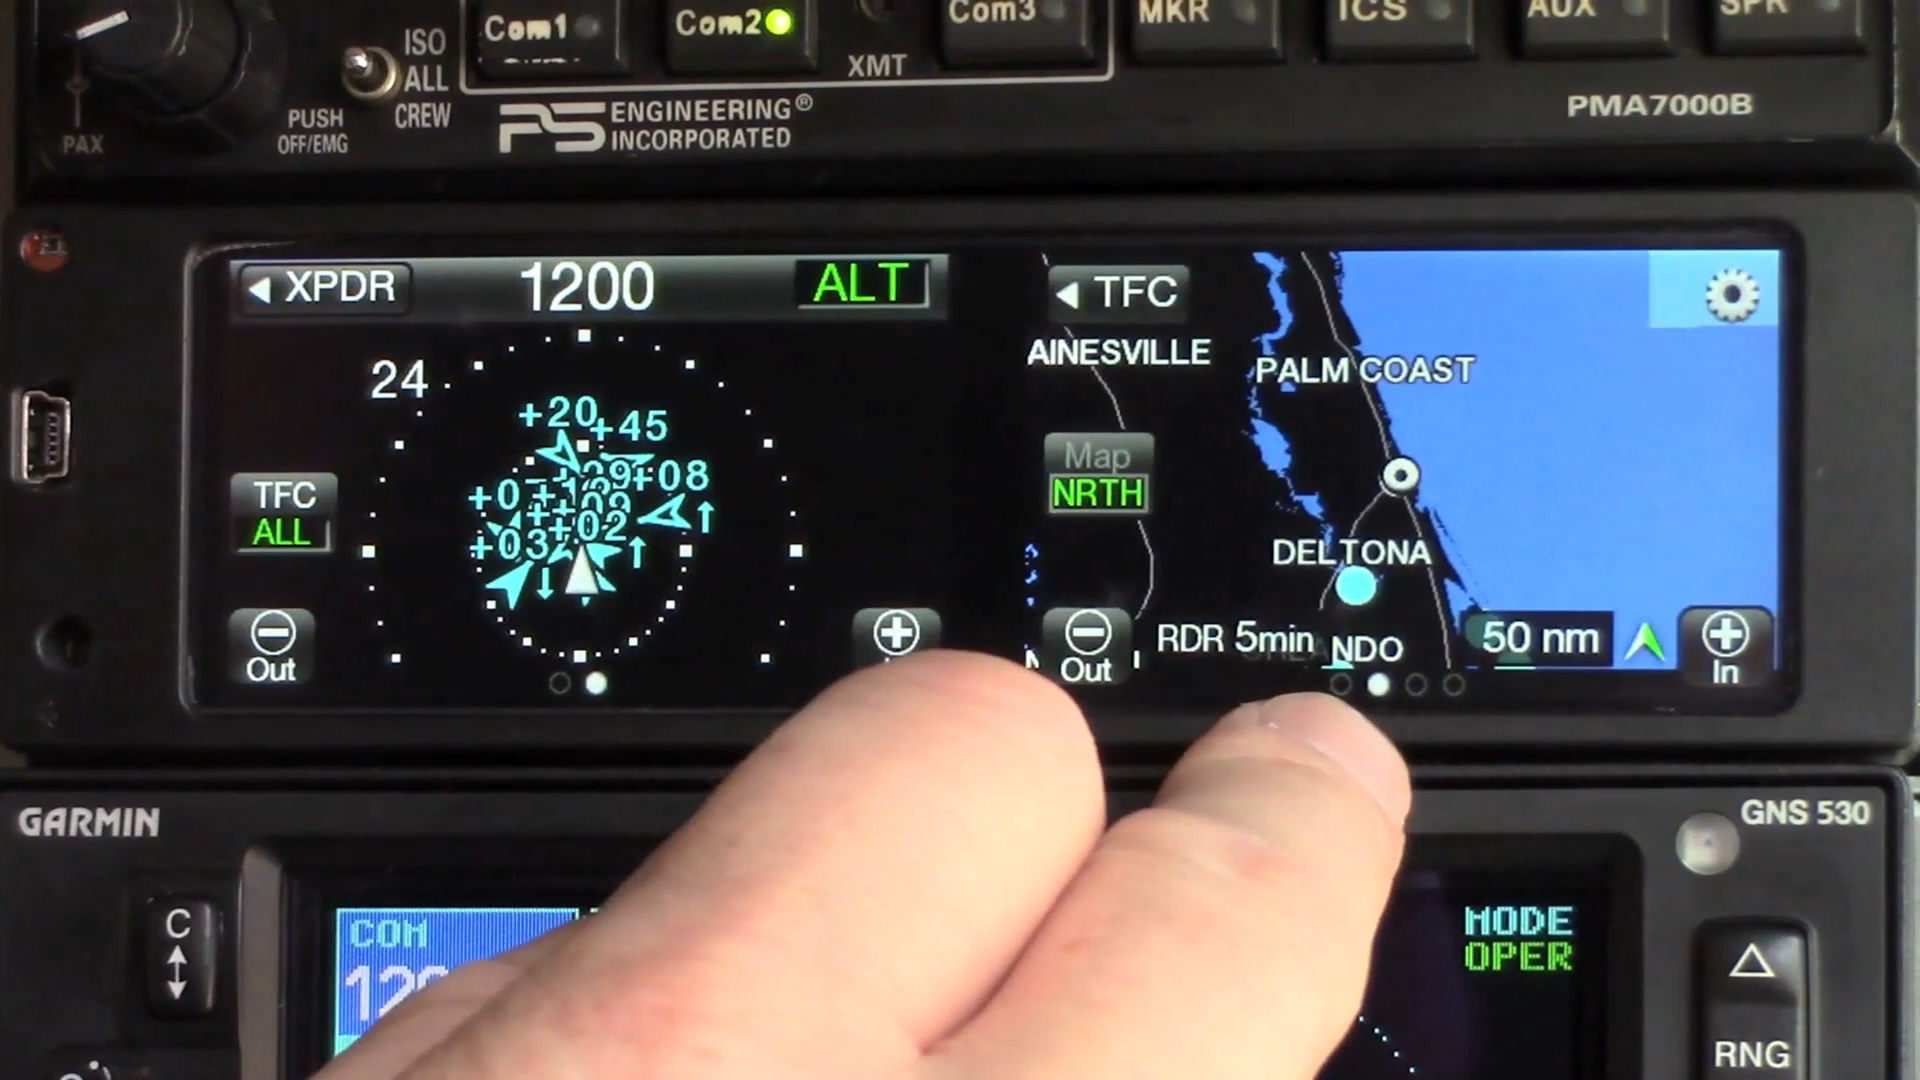 Com1
Com2
Com3
MKR
ICS
AUX
SPR
ISO
ALL
CREW
XMT
PUSH
OFF/EMG
PAX
PS ENGINEERING®
INCORPORATED
PMA7000B
XPDR
1200
ALT
TFC
AINESVILLE
PALM COAST
24
+20
+45
+08
+0
+02
+03
TFC
ALL
Map
NRTH
DELTONA
Out
Out
RDR 5min
NDO
50 nm
In
GARMIN
GNS 530
C
COM
MODE
OPER
RNG